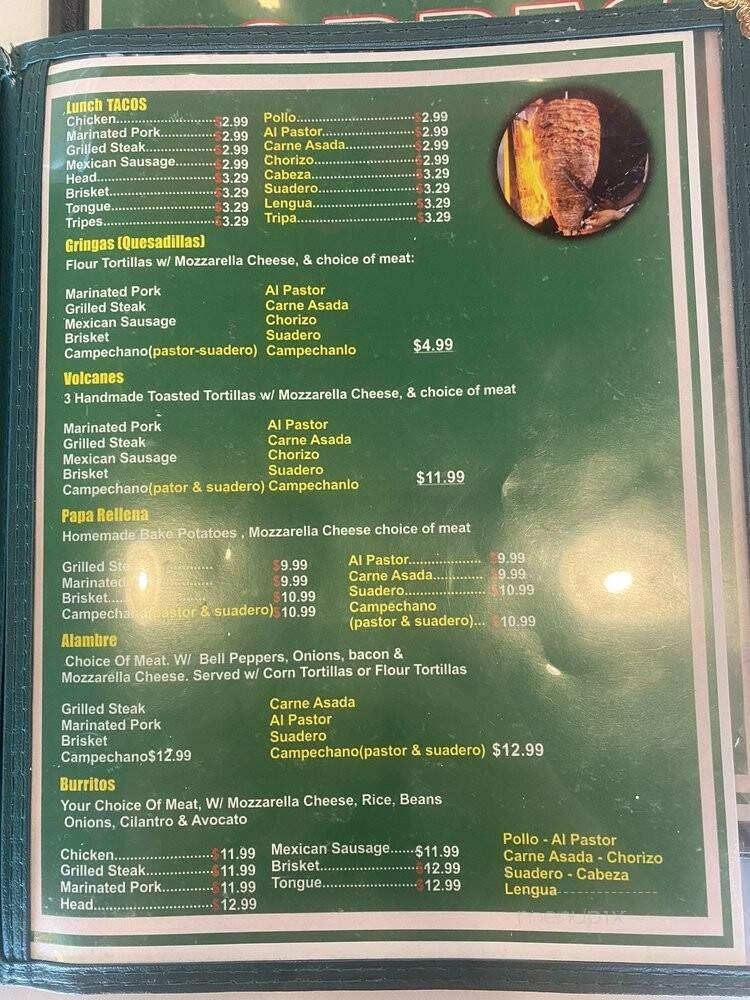 Lunch TACOS
Chicken..............................$2.99 Pollo..............................$2.99
Marinated Pork..............$2.99 Al Pastor........................$2.99
Grilled Steak..................$2.99 Carne Asada..................$2.99
Mexican Sausage..........$2.99 Chorizo..........................$2.99
Head................................$3.29 Cabeza...........................$3.29
Brisket.............................$3.29 Suadero.........................$3.29
Tongue...........................$3.29 Lengua...........................$3.29
Tripes..............................$3.29 Tripa...............................$3.29
Gringas (Quesadillas)
Flour Tortillas w/ Mozzarella Cheese, & choice of meat:
Marinated Pork Al Pastor
Grilled Steak Carne Asada
Mexican Sausage Chorizo
Brisket Suadero
Campechano(pastor-suadero) Campechanlo $4.99
Volcanes
3 Handmade Toasted Tortillas w/ Mozzarella Cheese, & choice of meat
Marinated Pork Al Pastor
Grilled Steak Carne Asada
Mexican Sausage Chorizo
Brisket Suadero
Campechano(pator & suadero) Campechanlo $11.99
Papa Rellena
Homemade Bake Potatoes , Mozzarella Cheese choice of meat
Grilled $9.99 Al Pastor................... $9.99
Marinated $9.99 Carne Asada............. $9.99
Brisket.......................... $10.99 Suadero.......................$10.99
(pastor & suadero)$10.99 Campechano
(pastor & suadero)... $10.99
Alambre
Choice Of Meat. W/ Bell Peppers, Onions, bacon &
Mozzarella Cheese. Served w/ Corn Tortillas or Flour Tortillas
Grilled Steak Carne Asada
Marinated Pork Al Pastor
Brisket Suadero
Campechano$12.99 Campechano(pastor & suadero) $12.99
Burritos
Your Choice Of Meat, W/ Mozzarella Cheese, Rice, Beans
Onions, Cilantro & Avocato
Chicken.........................$11.99 Mexican Sausage......$11.99 Pollo - Al Pastor
Grilled Steak.................$11.99 Brisket..........................$12.99 Carne Asada - Chorizo
Marinated Pork.............$11.99 Tongue.........................$12.99 Suadero - Cabeza
Head...............................$12.99 Lengua
menupix